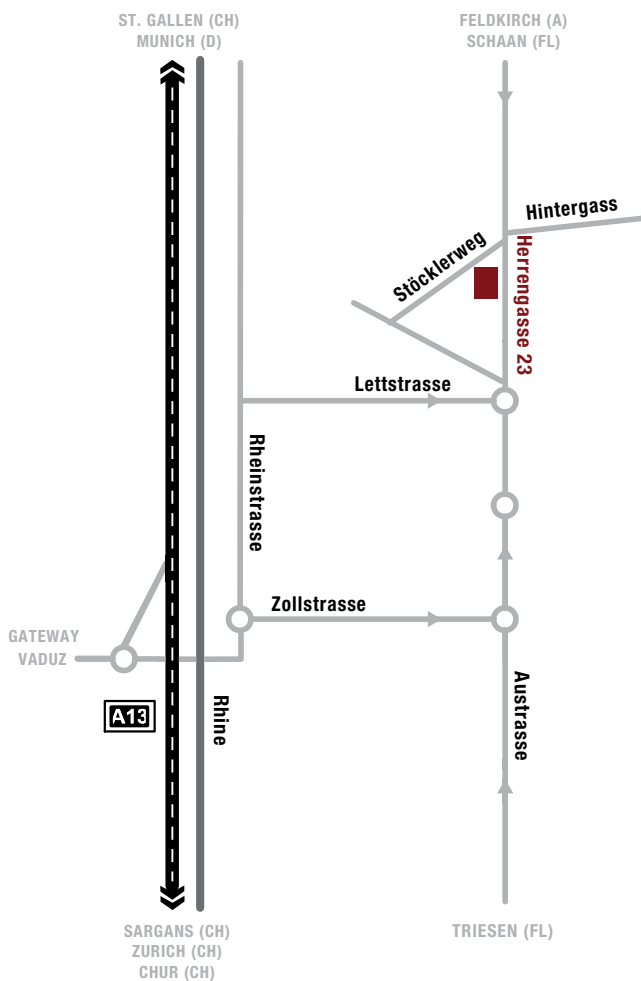 ST. GALLEN (CH)
MUNICH (D)
FELDKIRCH (A)
SCHAAN (FL)
Hintergass
Stöcklerweg
Herrengasse 23
Lettstrasse
Rheinstrasse
Zollstrasse
GATEWAY
VADUZ
A13
Rhine
Austrasse
SARGANS (CH)
ZURICH (CH)
CHUR (CH)
TRIESEN (FL)